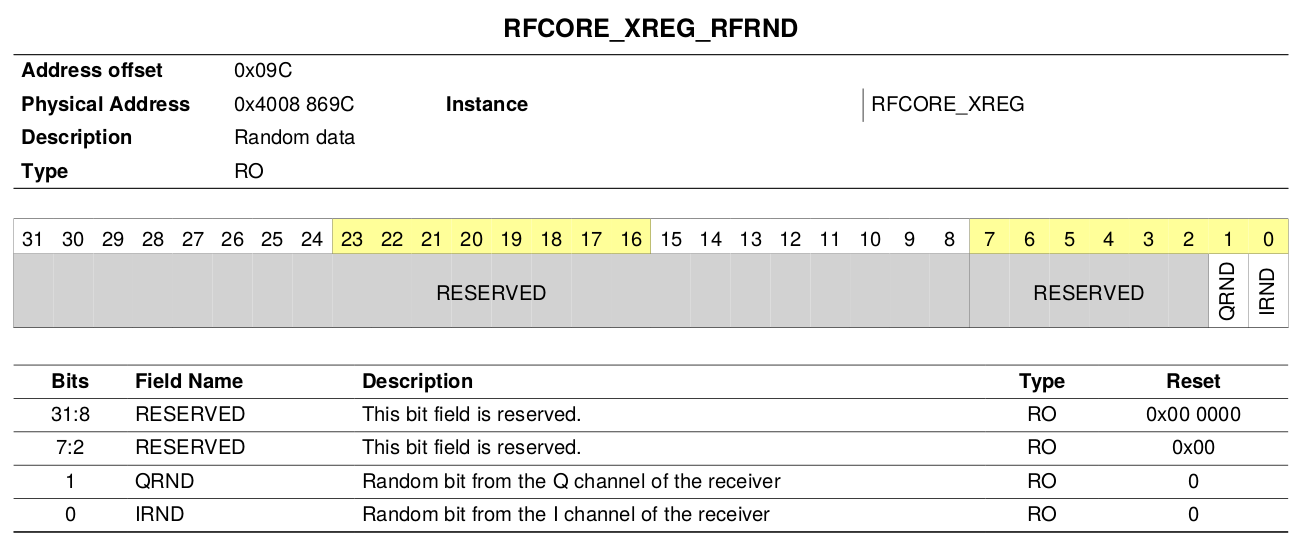 RFCORE_XREG_RFRND
Address offset 0x09C
Physical Address 0x4008 869C Instance RFCORE_XREG
Description Random data
Type RO
31 30 29 28 27 26 25 24 23 22 21 20 19 18 17 16 15 14 13 12 11 10 9 8 7 6 5 4 3 2 1 0
RESERVED RESERVED QRND IRND
Bits Field Name Description Type Reset
31:8 RESERVED This bit field is reserved. RO 0x00 0000
7:2 RESERVED This bit field is reserved. RO 0x00
1 QRND Random bit from the Q channel of the receiver RO 0
0 IRND Random bit from the I channel of the receiver RO 0